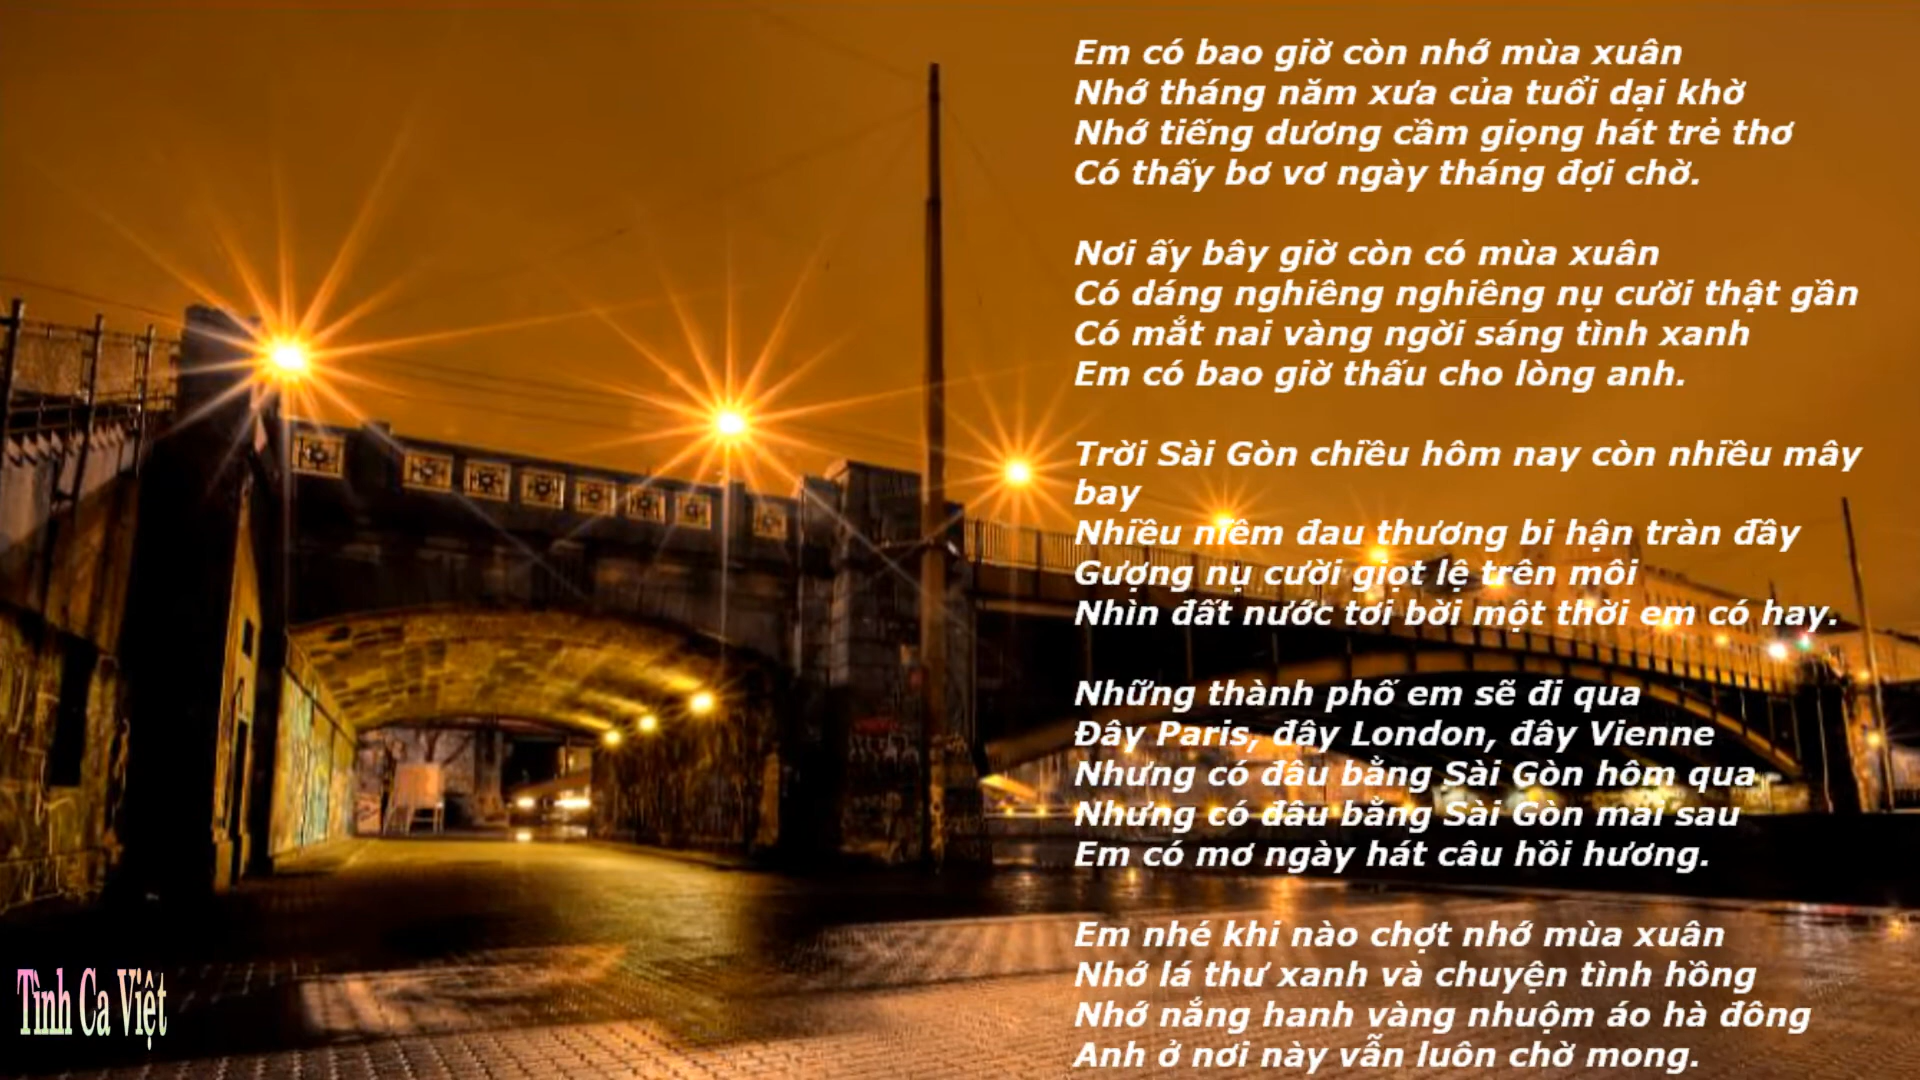 Em có bao giờ còn nhớ mùa xuân
Nhớ tháng năm xưa của tuổi dại khờ
Nhớ tiếng dương cầm giọng hát trẻ thơ
Có thấy bơ vơ ngày tháng đợi chờ.
Nơi ấy bây giờ còn có mùa xuân
Có dáng nghiêng nghiêng nụ cười thật gần
Có mắt nai vàng ngời sáng tình xanh
Em có bao giờ thấu cho lòng anh.
Trời Sài Gòn chiều hôm nay còn nhiều mây
bay
Nhiều niềm đau thương bi hận tràn đầy
Gượng nụ cười giọt lệ trên môi
Nhìn đất nước tơi bời một thời em có hay.
Những thành phố em sẽ đi qua
Đây Paris, đây London, đây Vienne
Nhưng có đâu bằng Sài Gòn hôm qua
Nhưng có đâu bằng Sài Gòn mai sau
Em có mơ ngày hát câu hồi hương.
Em nhé khi nào chợt nhớ mùa xuân
Nhớ lá thư xanh và chuyện tình hồng
Nhớ nắng hanh vàng nhuộm áo hà đông
Anh ở nơi này vẫn luôn chờ mong.
Tình Ca Việt